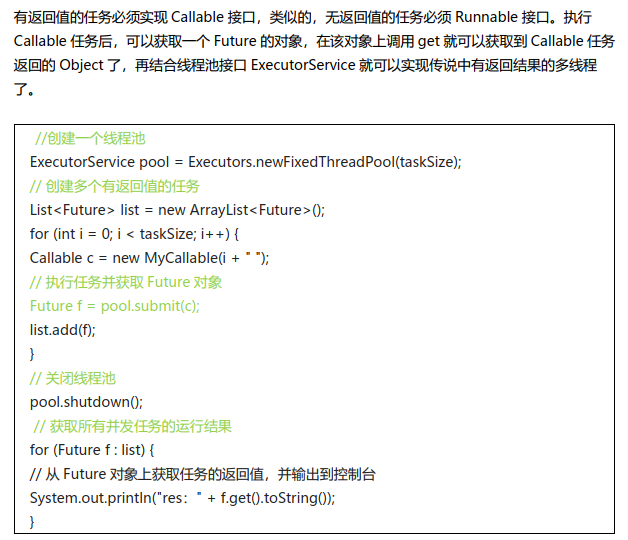 有返回值的任务必须实现 Callable 接口，类似的，无返回值的任务必须 Runnable 接口。执行
Callable 任务后，可以获取一个 Future 的对象，在该对象上调用 get 就可以获取到 Callable 任务
返回的 Object 了，再结合线程池接口 ExecutorService 就可以实现传说中有返回结果的多线程
了。
//创建一个线程池
ExecutorService pool = Executors.newFixedThreadPool(taskSize);
// 创建多个有返回值的任务
List<Future> list = new ArrayList<Future>();
for (int i = 0; i < taskSize; i++) {
Callable c = new MyCallable(i + " ");
// 执行任务并获取 Future 对象
Future f = pool.submit(c);
list.add(f);
}
// 关闭线程池
pool.shutdown();
// 获取所有并发任务的运行结果
for (Future f : list) {
// 从 Future 对象上获取任务的返回值，并输出到控制台
System.out.println("res：" + f.get().toString());
}